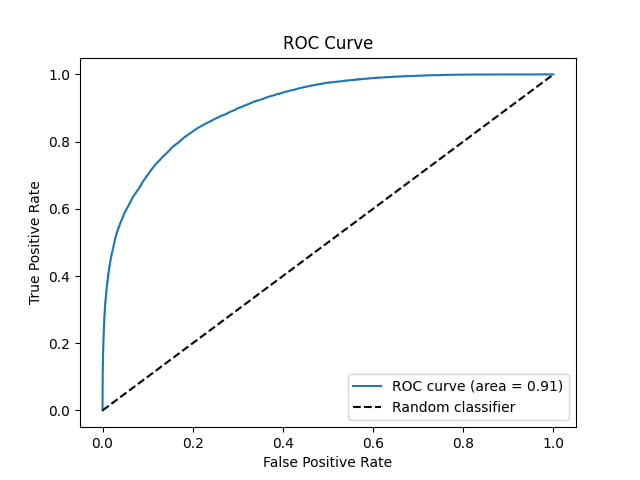 ROC Curve
True Positive Rate
1.0
0.8
0.6
0.4
0.2
0.0
ROC curve (area = 0.91)
Random classifier
0.0 0.2 0.4 0.6 0.8 1.0
False Positive Rate